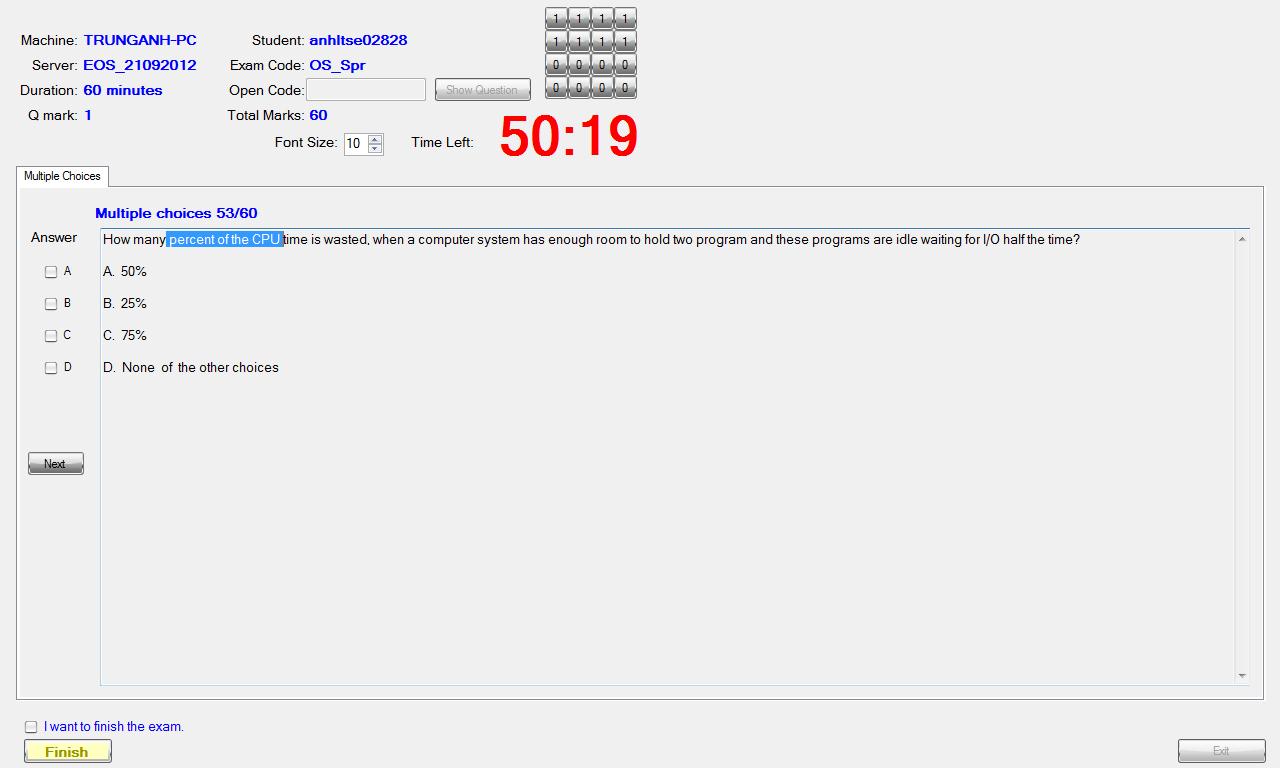 Machine: TRUNGANH-PC Student: anhltse02828
Server: EOS_21092012 Exam Code: OS_Spr
Duration: 60 minutes Open Code: Show Question
Q mark: 1 Total Marks: 60
1 1 1 1
1 1 1 1
0 0 0 0
0 0 0 0
Font Size: 10 Time Left: 50:19
Multiple Choices
Multiple choices 53/60
Answer
How many percent of the CPU time is wasted, when a computer system has enough room to hold two program and these programs are idle waiting for I/O half the time?
A A. 50%
B B. 25%
C C. 75%
D D. None of the other choices
Next
I want to finish the exam.
Finish
Exit